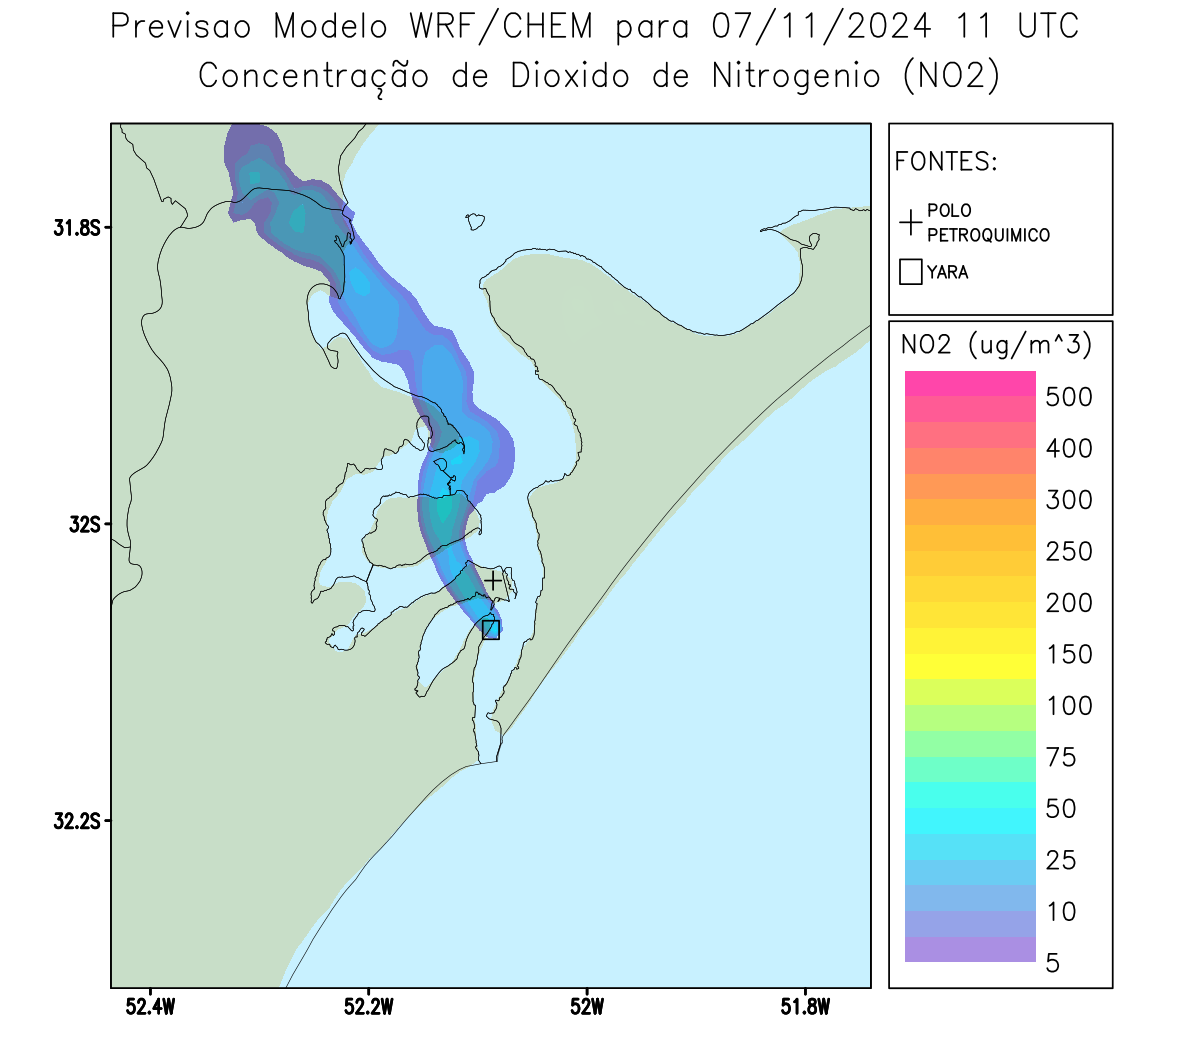 Previsao Modelo WRF/CHEM para 07/11/2024 11 UTC
Concentração de Dioxido de Nitrogenio (NO2)
FONTES:
POLO
PETROQUIMICO
YARA
NO2 (ug/m^3)
500
400
300
250
200
150
100
75
50
25
10
5
31.8S
32S
32.2S
52.4W
52.2W
52W
51.8W